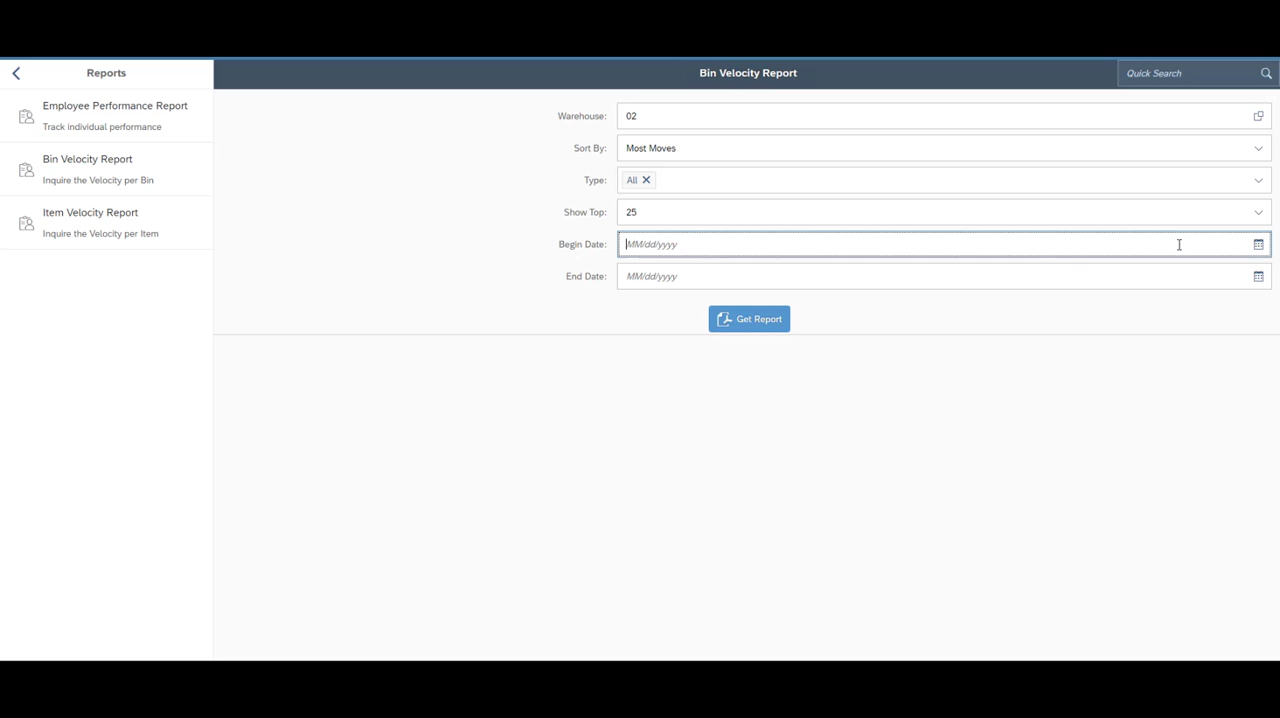 Reports
Bin Velocity Report
Quick Search
Employee Performance Report
Track individual performance
Bin Velocity Report
Inquire the Velocity per Bin
Item Velocity Report
Inquire the Velocity per Item
Warehouse: 02
Sort By: Most Moves
Type: All
Show Top: 25
Begin Date: MM/dd/yyyy
End Date: MM/dd/yyyy
Get Report